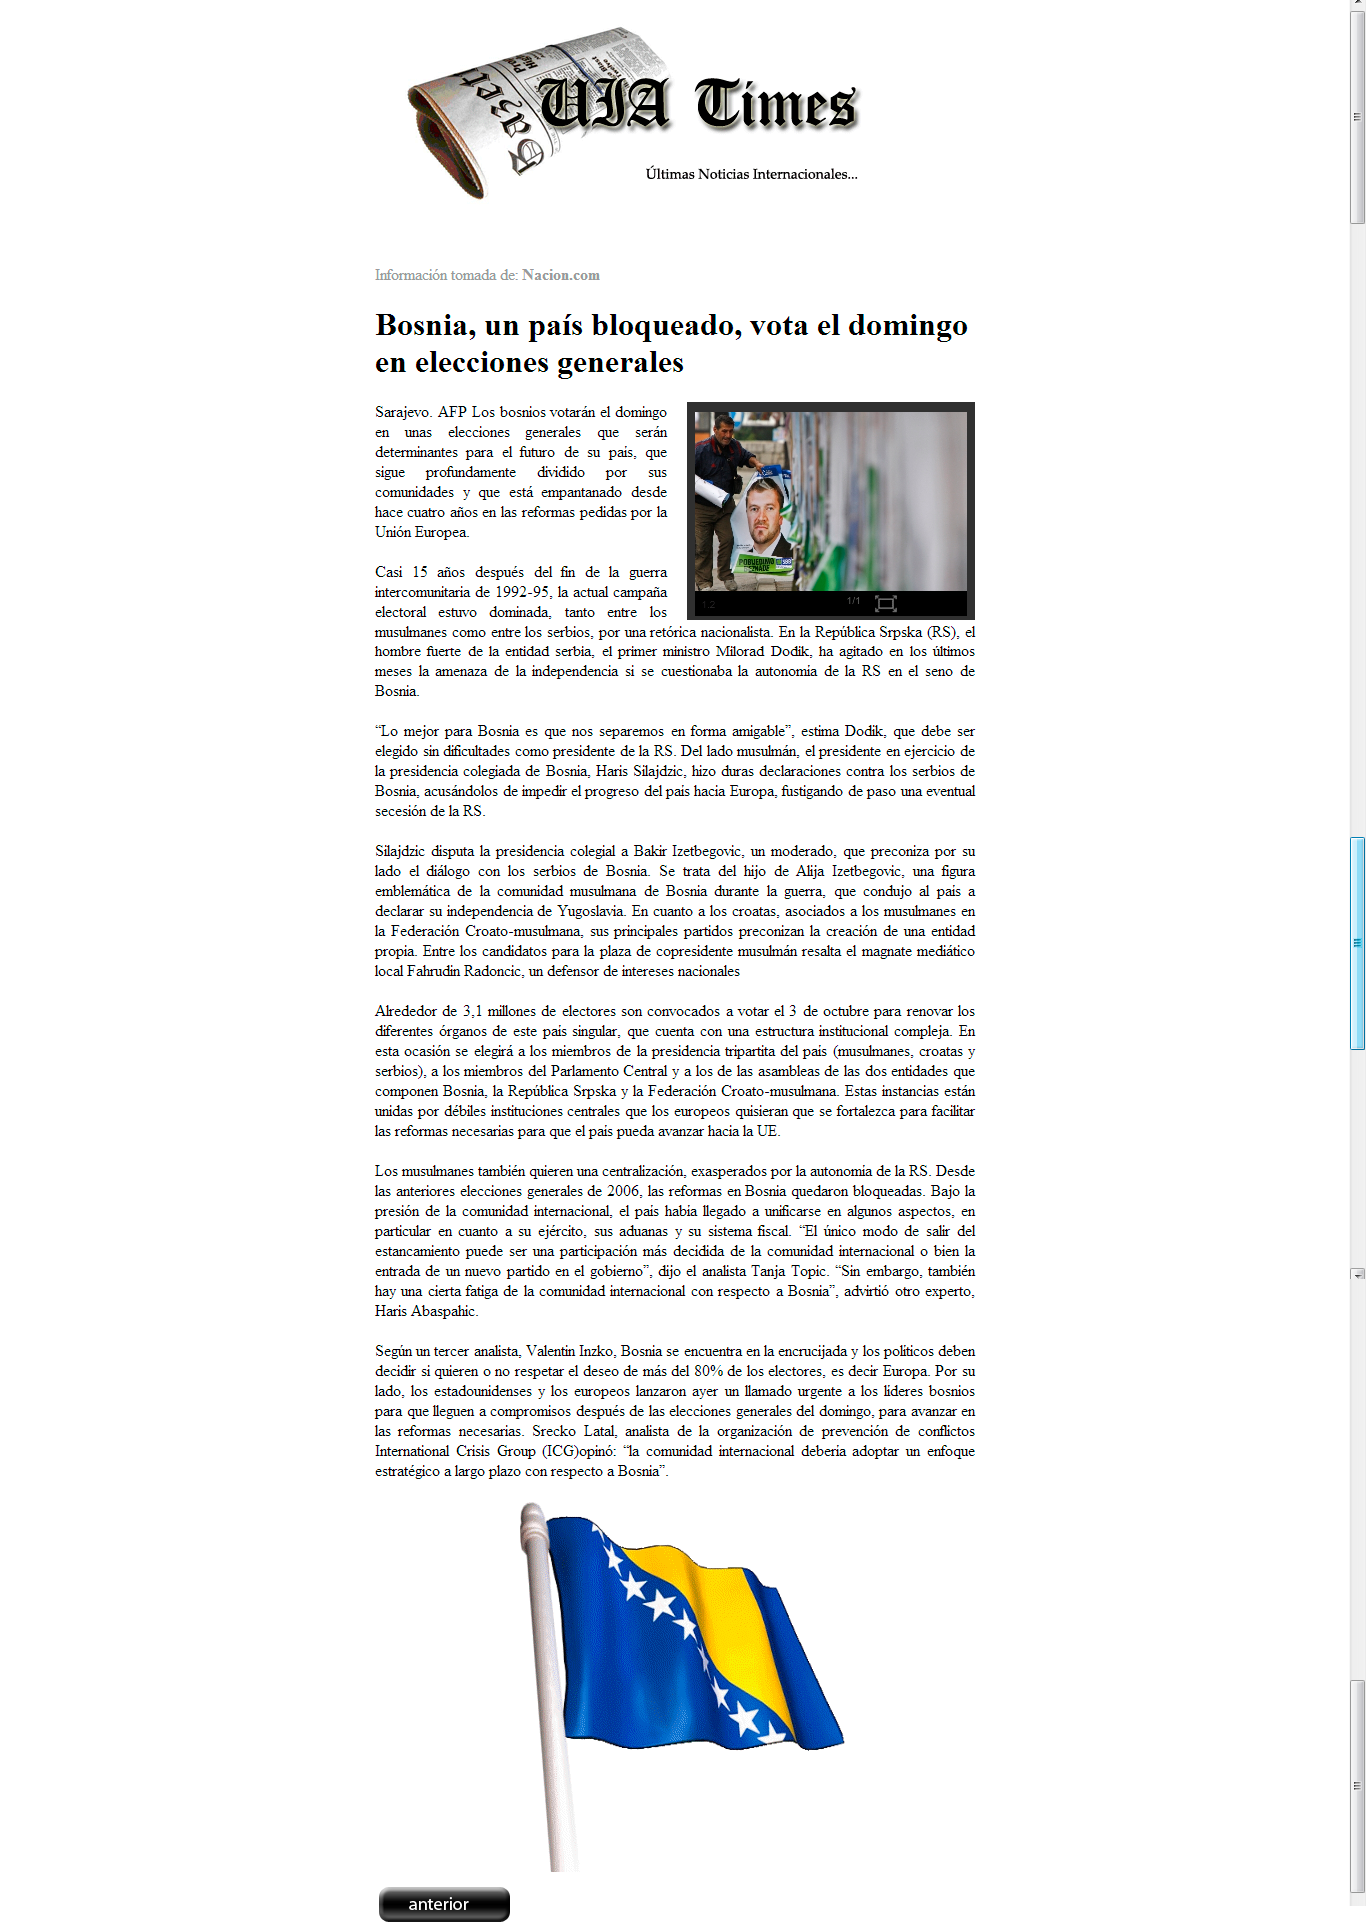 UIA Times
Últimas Noticias Internacionales...
Información tomada de: Nacion.com
Bosnia, un país bloqueado, vota el domingo
en elecciones generales
Sarajevo. AFP Los bosnios votarán el domingo
en unas elecciones generales que serán
determinantes para el futuro de su país, que
sigue profundamente dividido por sus
comunidades y que está empantanado desde
hace cuatro años en las reformas pedidas por la
Unión Europea.
POBIJEDIMO
ZNADE
SBB
1.2
1/1
Casi 15 años después del fin de la guerra
intercomunitaria de 1992-95, la actual campaña
electoral estuvo dominada, tanto entre los
musulmanes como entre los serbios, por una retórica nacionalista. En la República Srpska (RS), el
hombre fuerte de la entidad serbia, el primer ministro Milorad Dodik, ha agitado en los últimos
meses la amenaza de la independencia si se cuestionaba la autonomía de la RS en el seno de
Bosnia.
“Lo mejor para Bosnia es que nos separemos en forma amigable”, estima Dodik, que debe ser
elegido sin dificultades como presidente de la RS. Del lado musulmán, el presidente en ejercicio de
la presidencia colegiada de Bosnia, Haris Silajdzic, hizo duras declaraciones contra los serbios de
Bosnia, acusándolos de impedir el progreso del país hacia Europa, fustigando de paso una eventual
secesión de la RS.
Silajdzic disputa la presidencia colegial a Bakir Izetbegovic, un moderado, que preconiza por su
lado el diálogo con los serbios de Bosnia. Se trata del hijo de Alija Izetbegovic, una figura
emblemática de la comunidad musulmana de Bosnia durante la guerra, que condujo al país a
declarar su independencia de Yugoslavia. En cuanto a los croatas, asociados a los musulmanes en
la Federación Croato-musulmana, sus principales partidos preconizan la creación de una entidad
propia. Entre los candidatos para la plaza de copresidente musulmán resalta el magnate mediático
local Fahrudin Radoncic, un defensor de intereses nacionales
Alrededor de 3,1 millones de electores son convocados a votar el 3 de octubre para renovar los
diferentes órganos de este país singular, que cuenta con una estructura institucional compleja. En
esta ocasión se elegirá a los miembros de la presidencia tripartita del país (musulmanes, croatas y
serbios), a los miembros del Parlamento Central y a los de las asambleas de las dos entidades que
componen Bosnia, la República Srpska y la Federación Croato-musulmana. Estas instancias están
unidas por débiles instituciones centrales que los europeos quisieran que se fortalezca para facilitar
las reformas necesarias para que el país pueda avanzar hacia la UE.
Los musulmanes también quieren una centralización, exasperados por la autonomía de la RS. Desde
las anteriores elecciones generales de 2006, las reformas en Bosnia quedaron bloqueadas. Bajo la
presión de la comunidad internacional, el país había llegado a unificarse en algunos aspectos, en
particular en cuanto a su ejército, sus aduanas y su sistema fiscal. “El único modo de salir del
estancamiento puede ser una participación más decidida de la comunidad internacional o bien la
entrada de un nuevo partido en el gobierno”, dijo el analista Tanja Topic. “Sin embargo, también
hay una cierta fatiga de la comunidad internacional con respecto a Bosnia”, advirtió otro experto,
Haris Abaspahic.
Según un tercer analista, Valentin Inzko, Bosnia se encuentra en la encrucijada y los políticos deben
decidir si quieren o no respetar el deseo de más del 80% de los electores, es decir Europa. Por su
lado, los estadounidenses y los europeos lanzaron ayer un llamado urgente a los líderes bosnios
para que lleguen a compromisos después de las elecciones generales del domingo, para avanzar en
las reformas necesarias. Srecko Latal, analista de la organización de prevención de conflictos
International Crisis Group (ICG)opinó: “la comunidad internacional debería adoptar un enfoque
estratégico a largo plazo con respecto a Bosnia”.
anterior